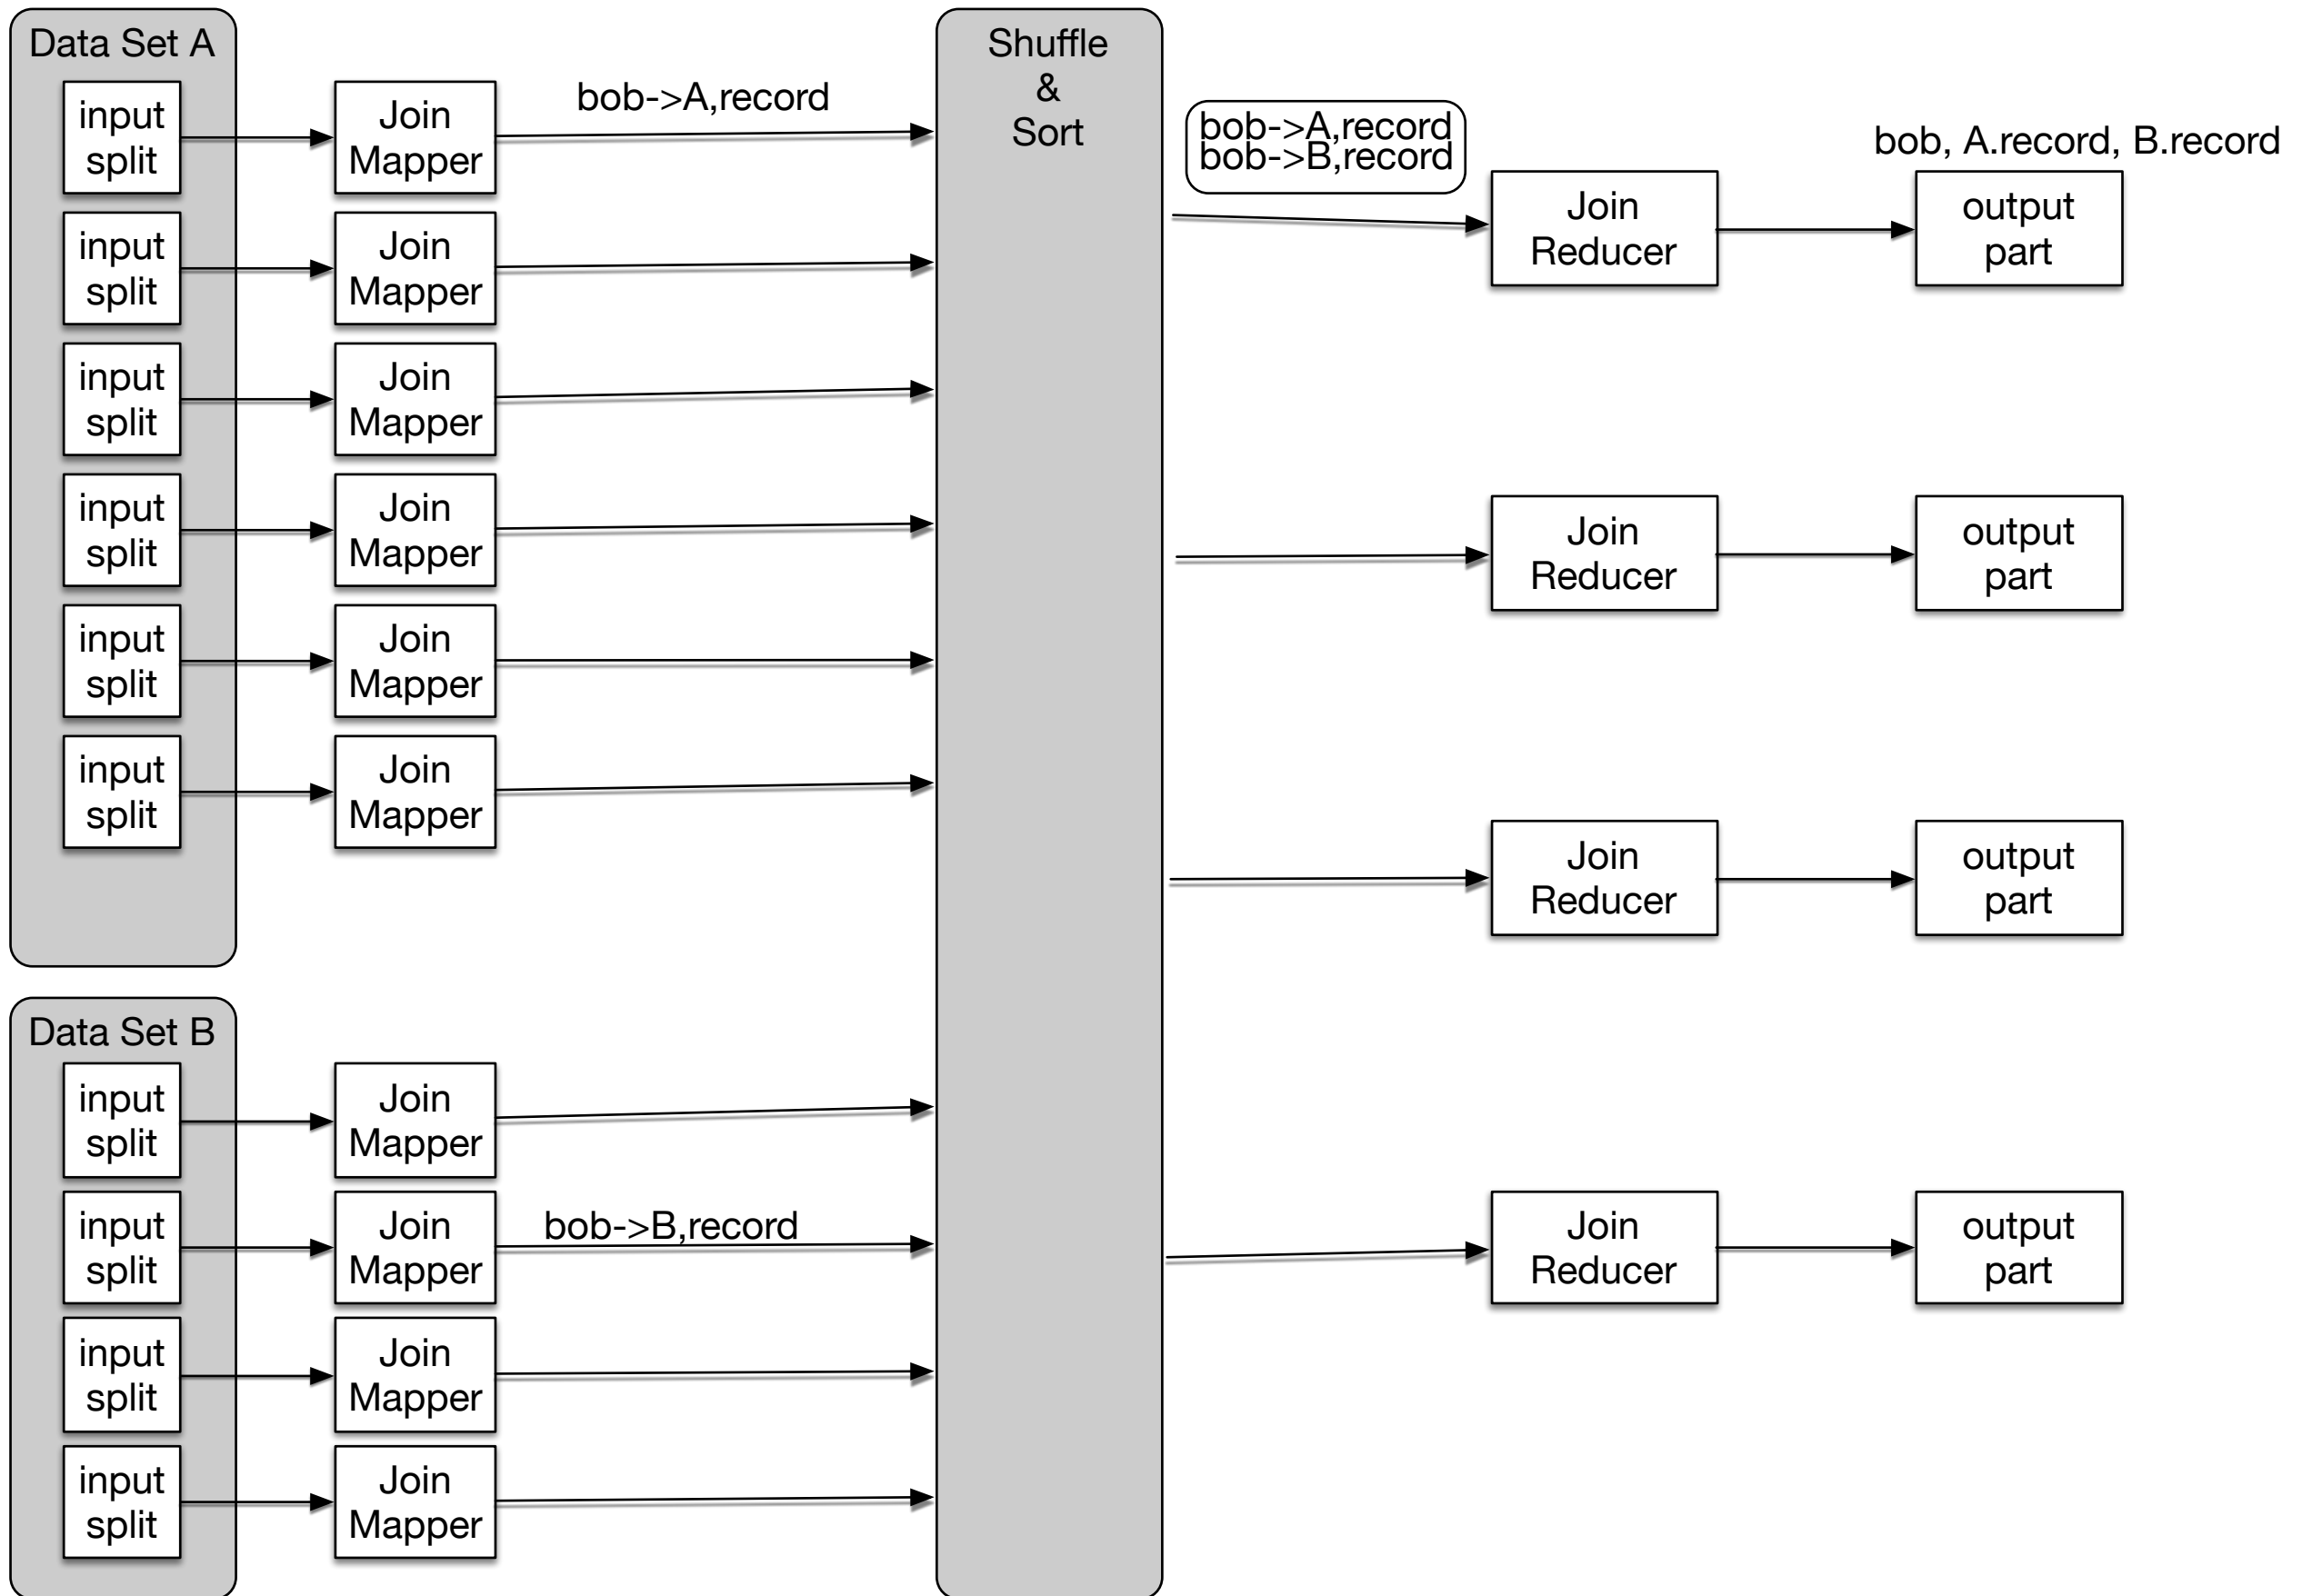 Data Set A
input
split
Join
Mapper
bob->A,record
input
split
Join
Mapper
input
split
Join
Mapper
input
split
Join
Mapper
input
split
Join
Mapper
input
split
Join
Mapper
Data Set B
input
split
Join
Mapper
input
split
Join
Mapper
bob->B,record
input
split
Join
Mapper
input
split
Join
Mapper
Shuffle
&
Sort
bob->A,record
bob->B,record
Join
Reducer
bob, A.record, B.record
output
part
Join
Reducer
output
part
Join
Reducer
output
part
Join
Reducer
output
part